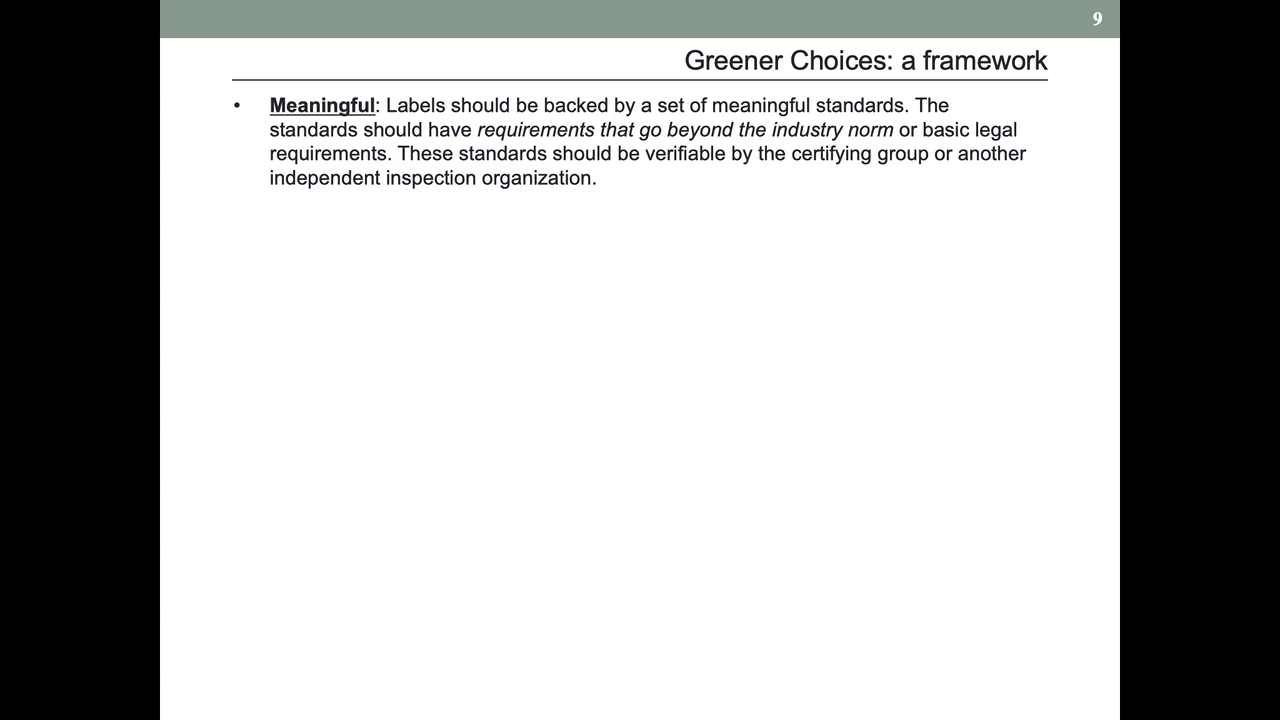 9
Greener Choices: a framework
• Meaningful: Labels should be backed by a set of meaningful standards. The
standards should have requirements that go beyond the industry norm or basic legal
requirements. These standards should be verifiable by the certifying group or another
independent inspection organization.